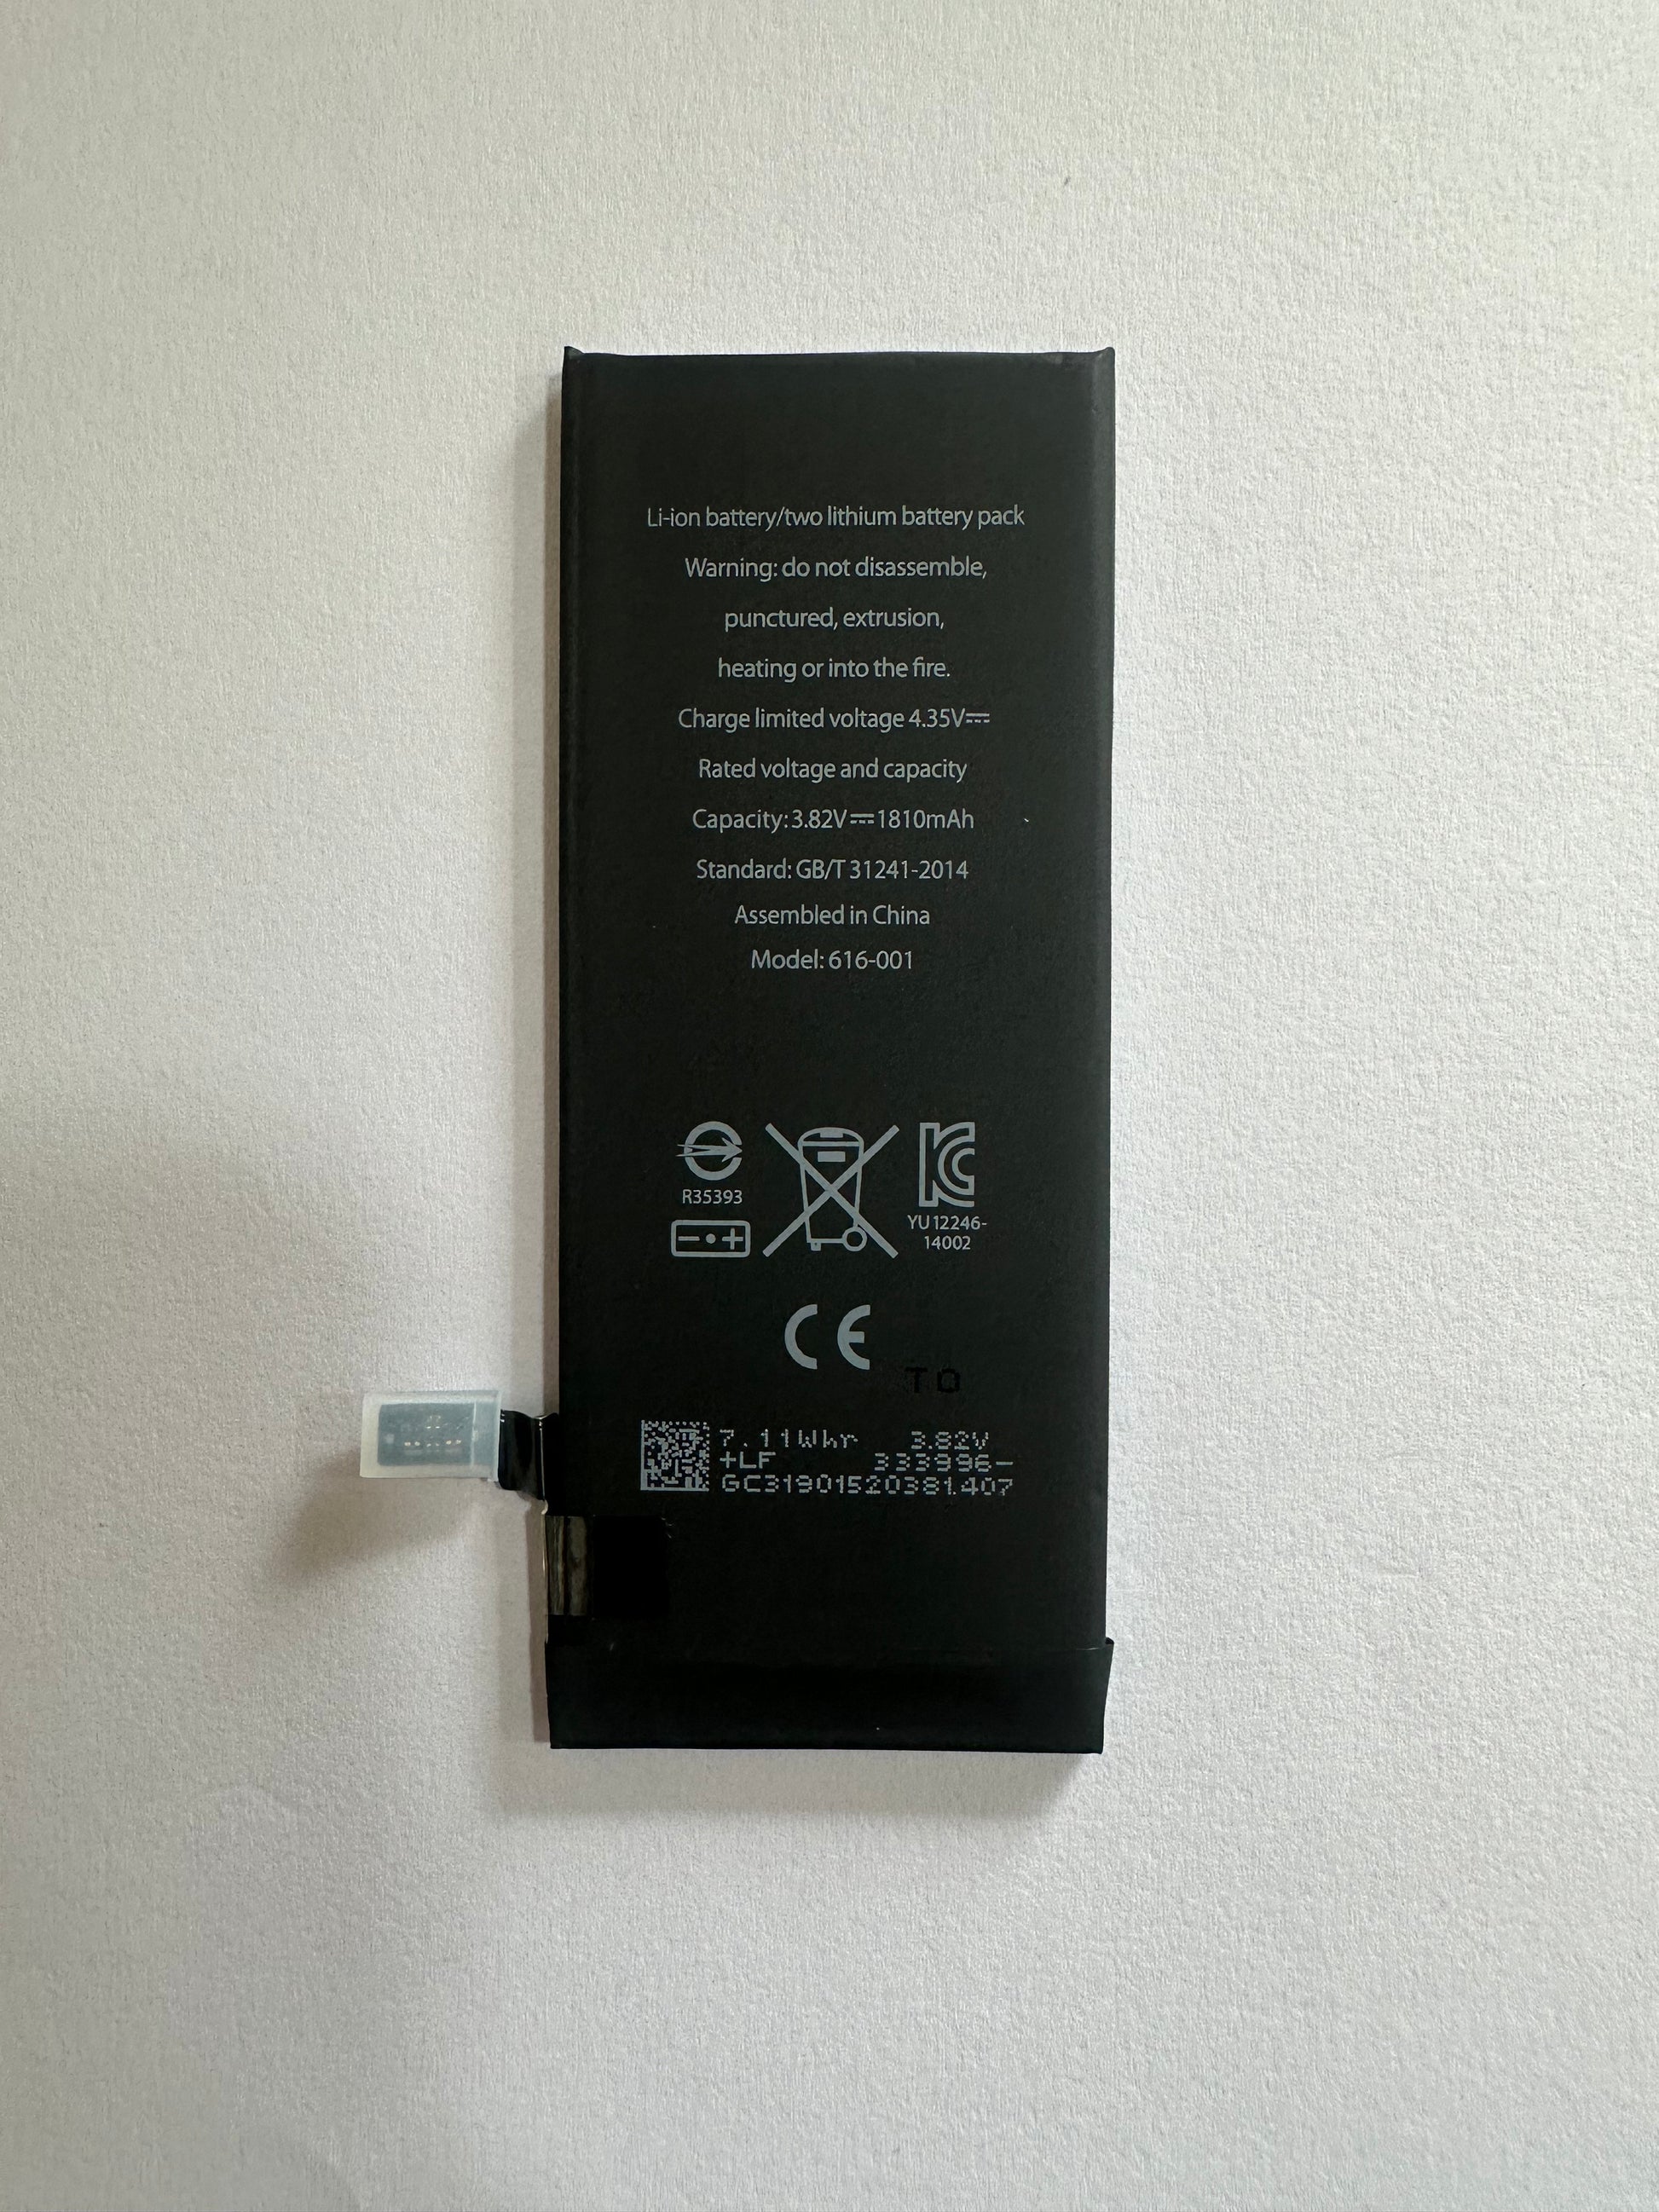 Li-ion battery/two lithium battery pack
Warning: do not disassemble,
punctured, extrusion,
heating or into the fire.
Charge limited voltage 4.35V⎓
Rated voltage and capacity
Capacity: 3.82V⎓1810mAh
Standard: GB/T 31241-2014
Assembled in China
Model: 616-001
R35393
YU12246-
14002
CE
TO
7.11Whr 3.82V
+LF 333996-
GC31901520381407